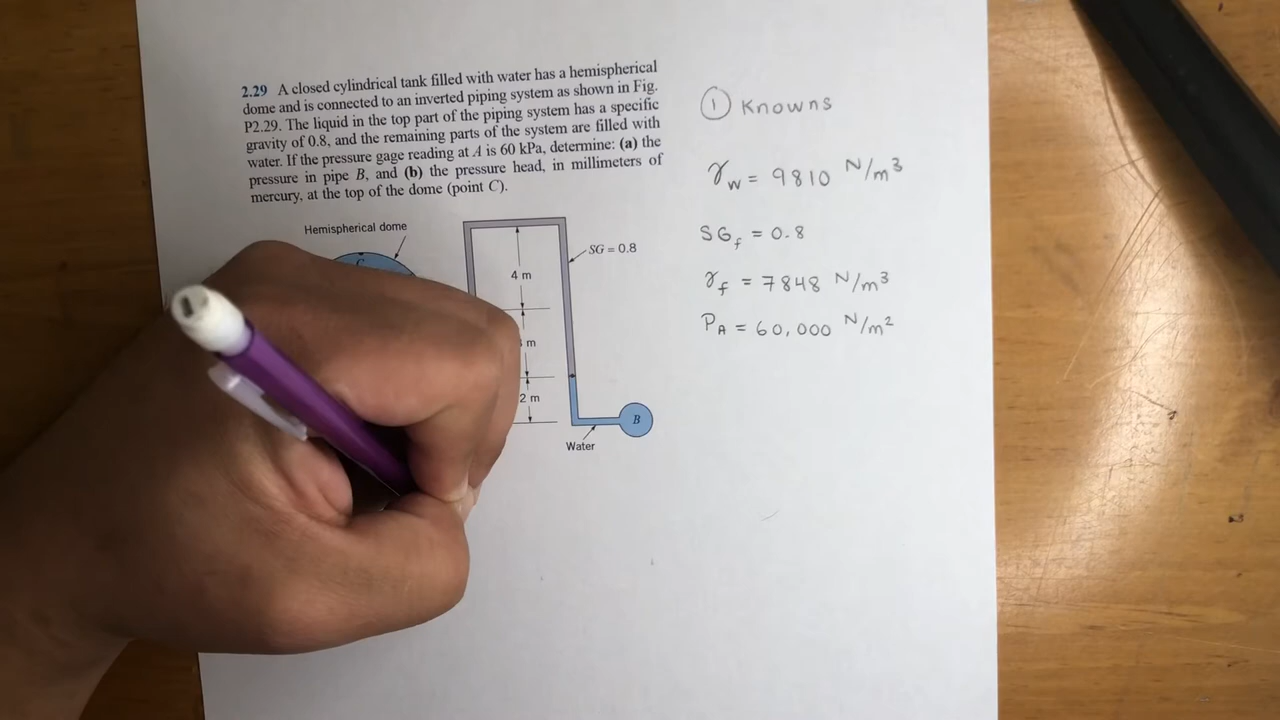 2.29 A closed cylindrical tank filled with water has a hemispherical
dome and is connected to an inverted piping system as shown in Fig.
P2.29. The liquid in the top part of the piping system has a specific
gravity of 0.8, and the remaining parts of the system are filled with
water. If the pressure gage reading at A is 60 kPa, determine: (a) the
pressure in pipe B, and (b) the pressure head, in millimeters of
mercury, at the top of the dome (point C).
Hemispherical dome
C
SG = 0.8
4 m
m
2 m
B
Water
① Knowns
γw = 9810 N/m³
SGf = 0.8
γf = 7848 N/m³
PA = 60,000 N/m²